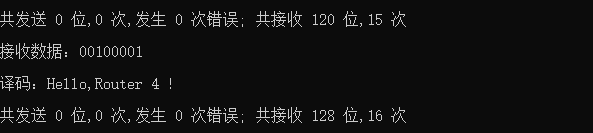 共发送 0 位,0 次,发生 0 次错误; 共接收 120 位,15 次
接收数据: 00100001
译码: Hello,Router 4 !
共发送 0 位,0 次,发生 0 次错误; 共接收 128 位,16 次